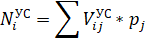 N_i^{УС} = ∑ V_{ij}^{УС} * p_j